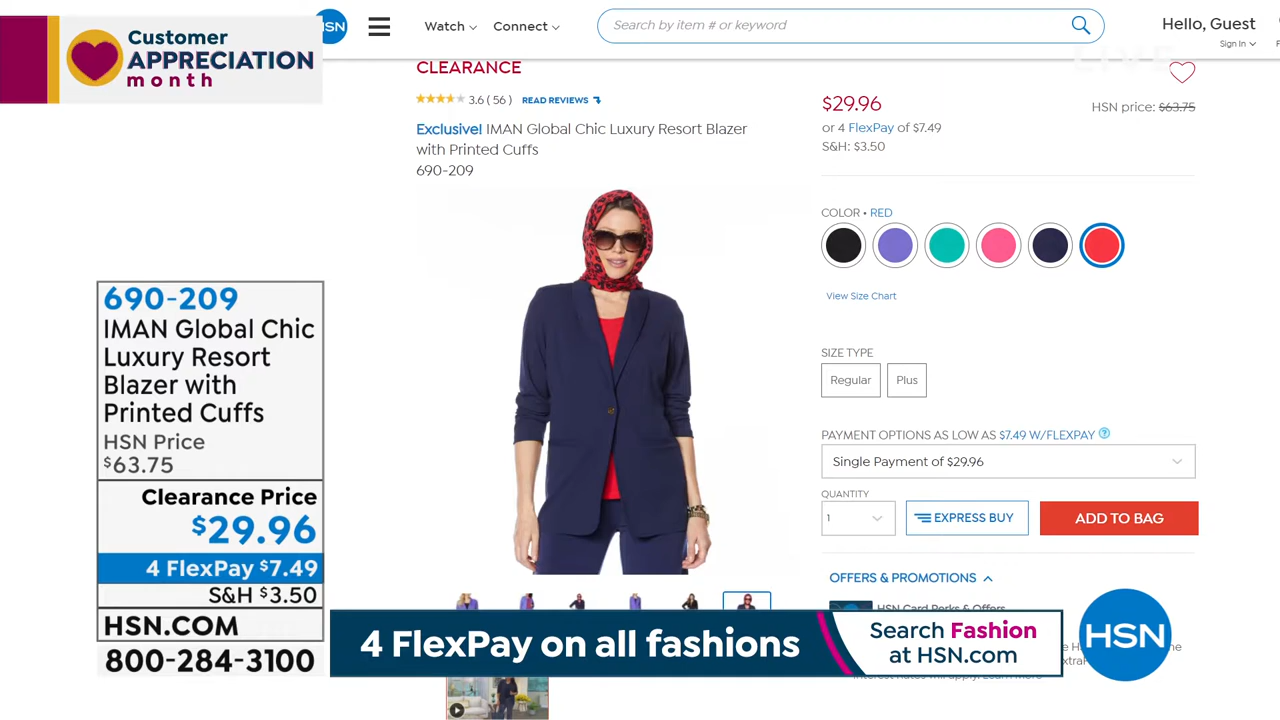 Customer
APPRECIATION
month
HSN
Watch
Connect
Search by item # or keyword
Hello, Guest
Sign In
LIVE
CLEARANCE
3.6 ( 56 ) READ REVIEWS
Exclusive! IMAN Global Chic Luxury Resort Blazer
with Printed Cuffs
690-209
$29.96
HSN price: $63.75
or 4 FlexPay of $7.49
S&H: $3.50
COLOR • RED
View Size Chart
SIZE TYPE
Regular
Plus
PAYMENT OPTIONS AS LOW AS $7.49 W/FLEXPAY ?
Single Payment of $29.96
QUANTITY
1
EXPRESS BUY
ADD TO BAG
OFFERS & PROMOTIONS
HSN Card Perks & Offers
690-209
IMAN Global Chic
Luxury Resort
Blazer with
Printed Cuffs
HSN Price
$63.75
Clearance Price
$29.96
4 FlexPay $7.49
S&H $3.50
HSN.COM
800-284-3100
4 FlexPay on all fashions
Search Fashion
at HSN.com
HSN